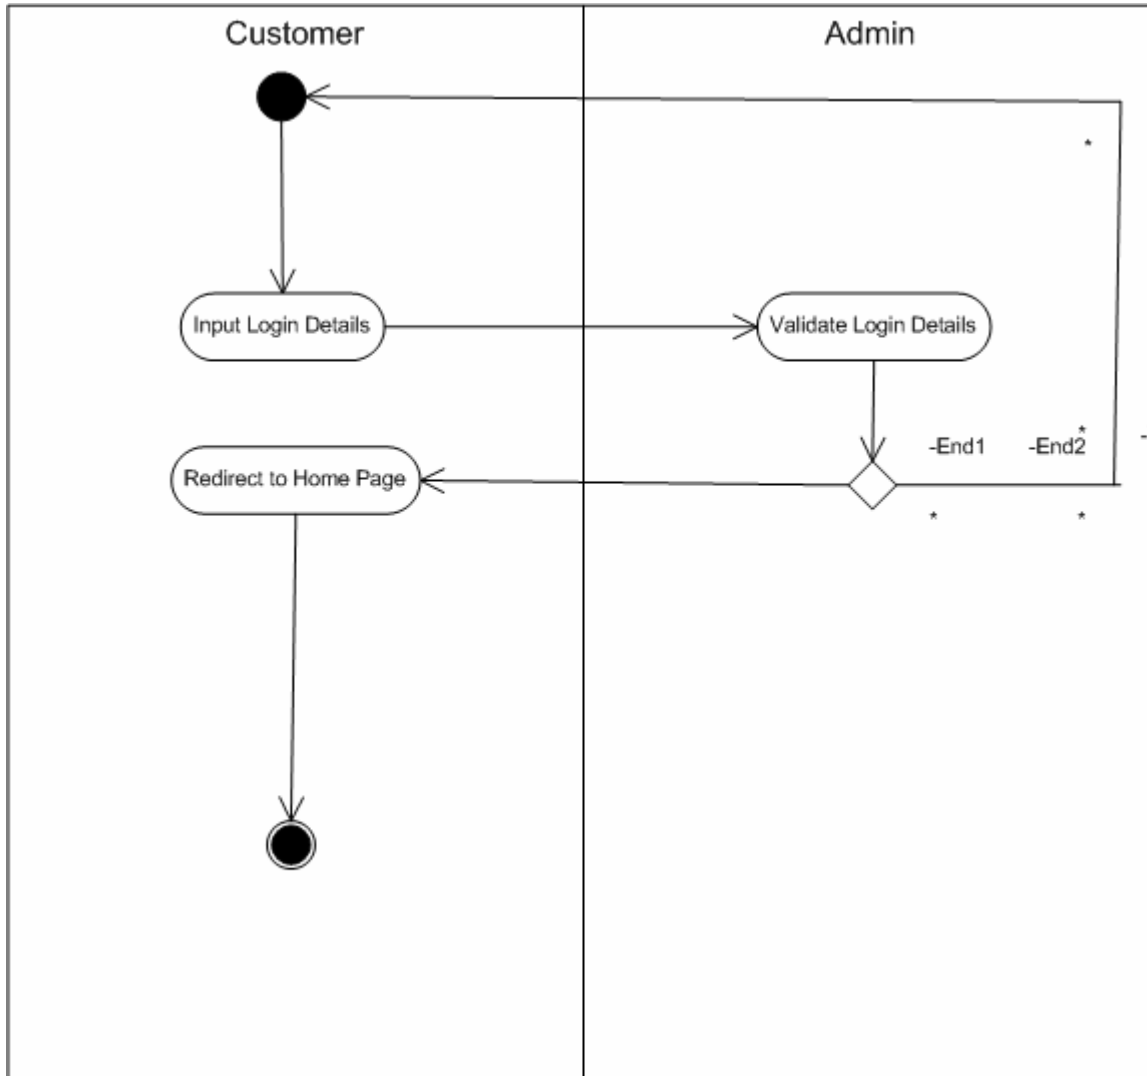 Customer
Admin
*
Input Login Details
Validate Login Details
*
-End1
-End2
-
Redirect to Home Page
*
*